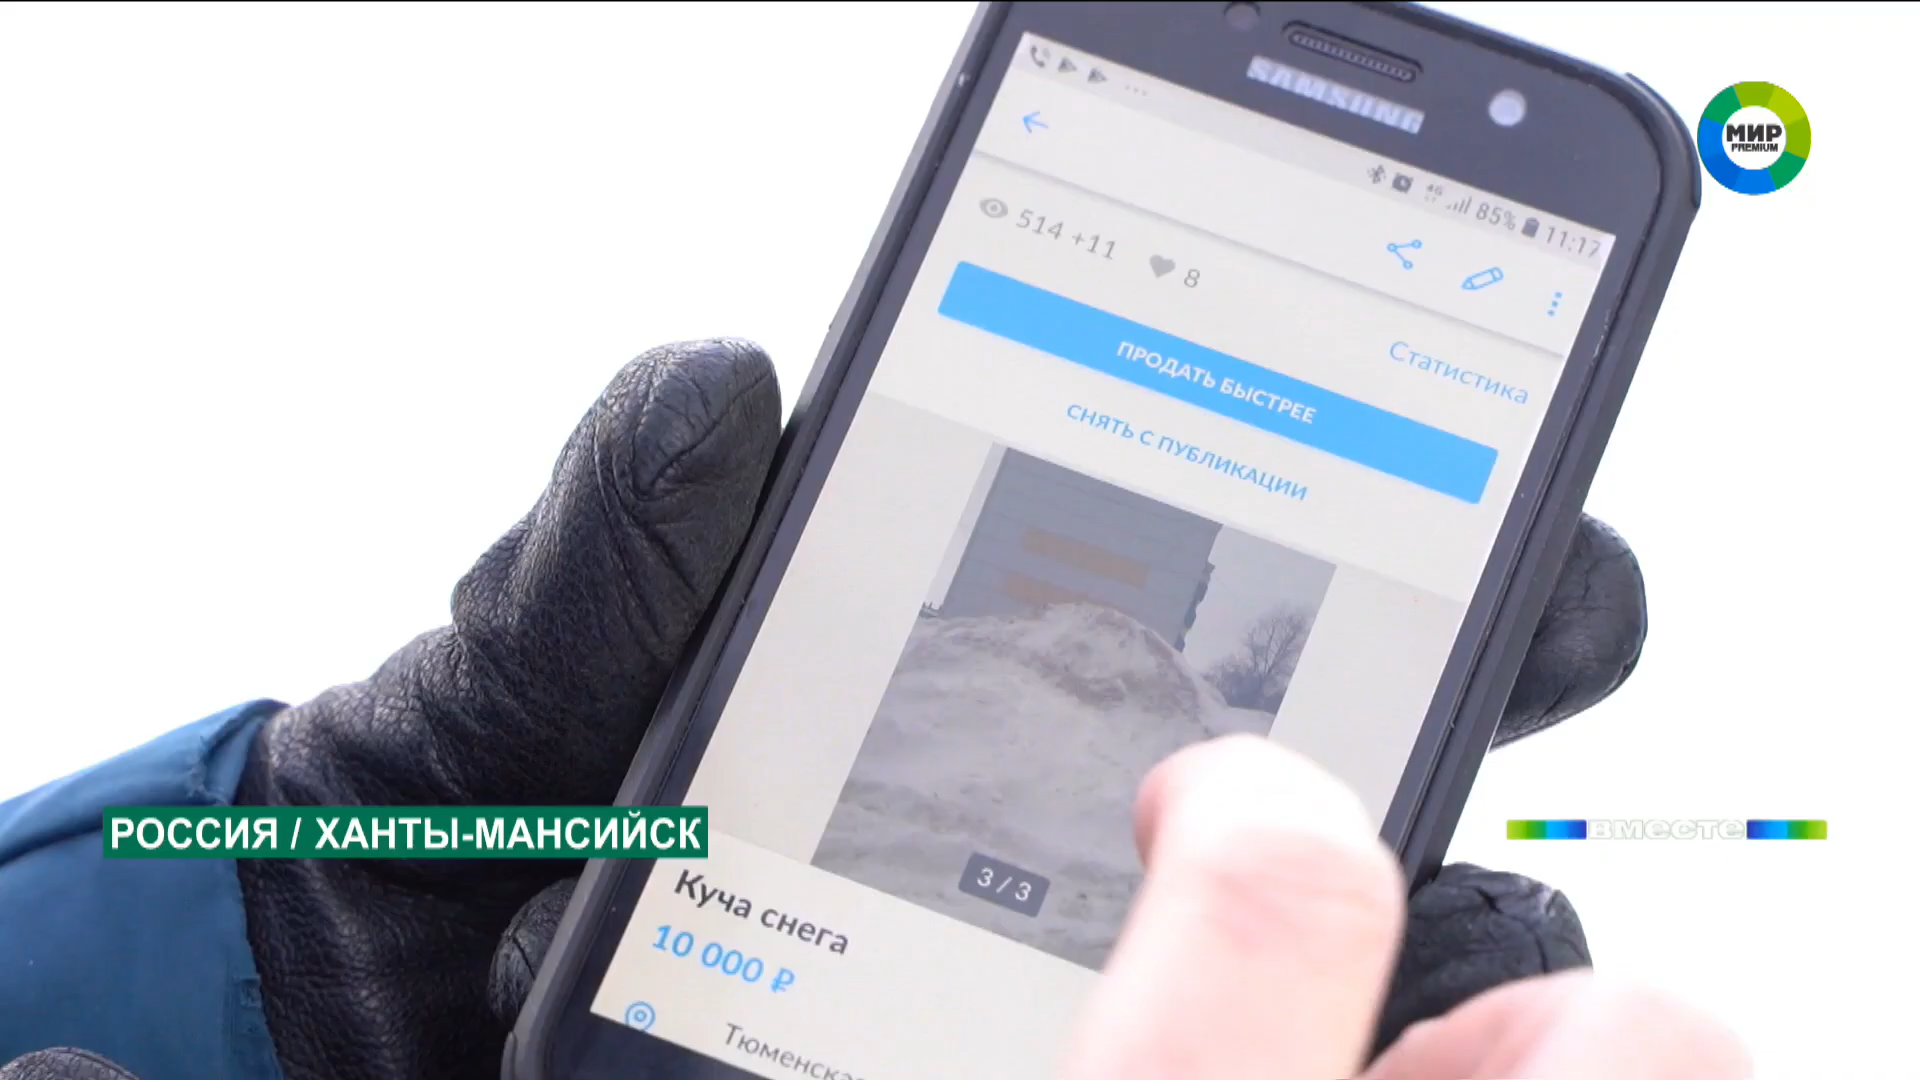 SAMSUNG
4G 85% 11:17
МИР
PREMIUM
514 +11 8
Статистика
ПРОДАТЬ БЫСТРЕЕ
СНЯТЬ С ПУБЛИКАЦИИ
3 / 3
РОССИЯ / ХАНТЫ-МАНСИЙСК
вместе
Куча снега
10 000 ₽